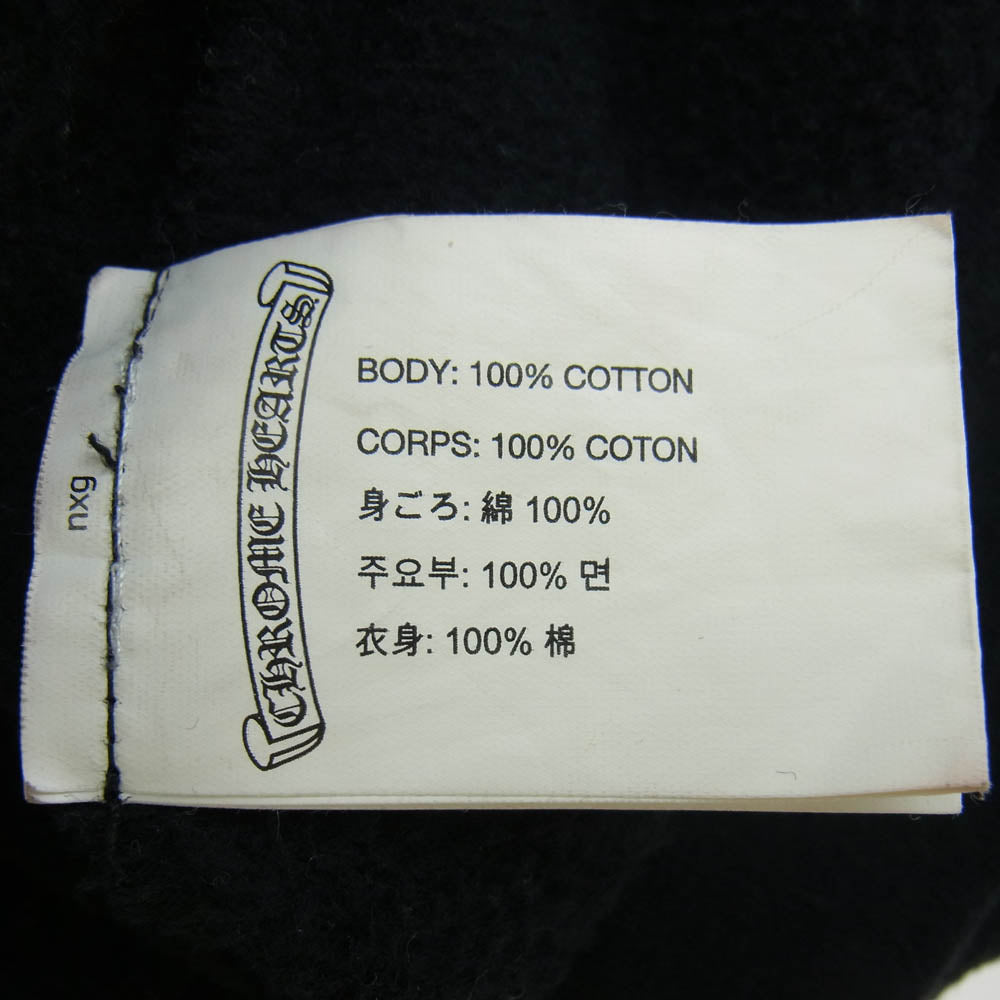 nxg
CHROME HEARTS
BODY: 100% COTTON
CORPS: 100% COTON
身ごろ: 綿 100%
주요부: 100% 면
衣身: 100% 棉